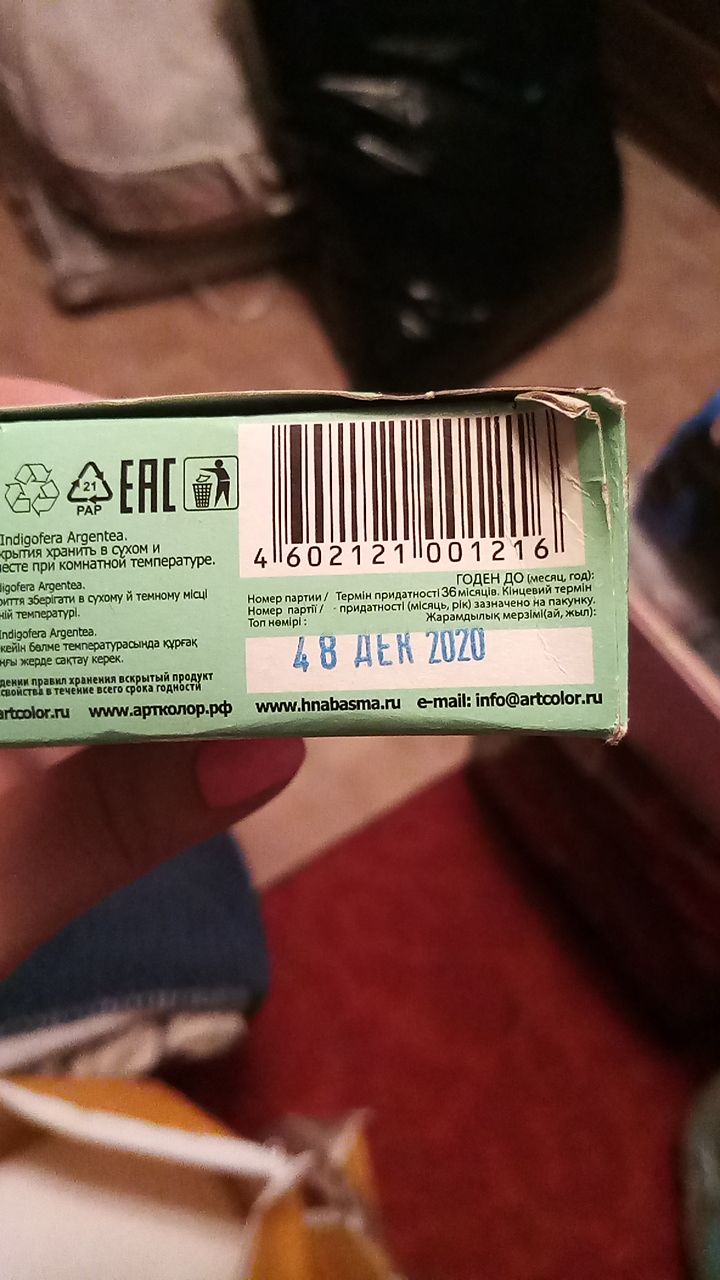 21
PAP
EAC
Indigofera Argentea.
крытия хранить в сухом и
есте при комнатной температуре.
igofera Argentea.
риття зберігати в сухому й темному місці
ній температурі.
Indigofera Argentea.
кейін бөлме температурасында құрғақ
ңғы жерде сақтау керек.
дении правил хранения вскрытый продукт
свойства в течение всего срока годности
artcolor.ru www.артколор.рф
4 602121 001216
ГОДЕН ДО (месяц, год):
Номер партии / Термін придатності 36 місяців. Кінцевий термін
Номер партії / придатності (місяць, рік) зазначено на пакунку.
Топ нөмірі : Жарамдылық мерзімі(ай, жыл):
48 ДЕК 2020
www.hnabasma.ru e-mail: info@artcolor.ru